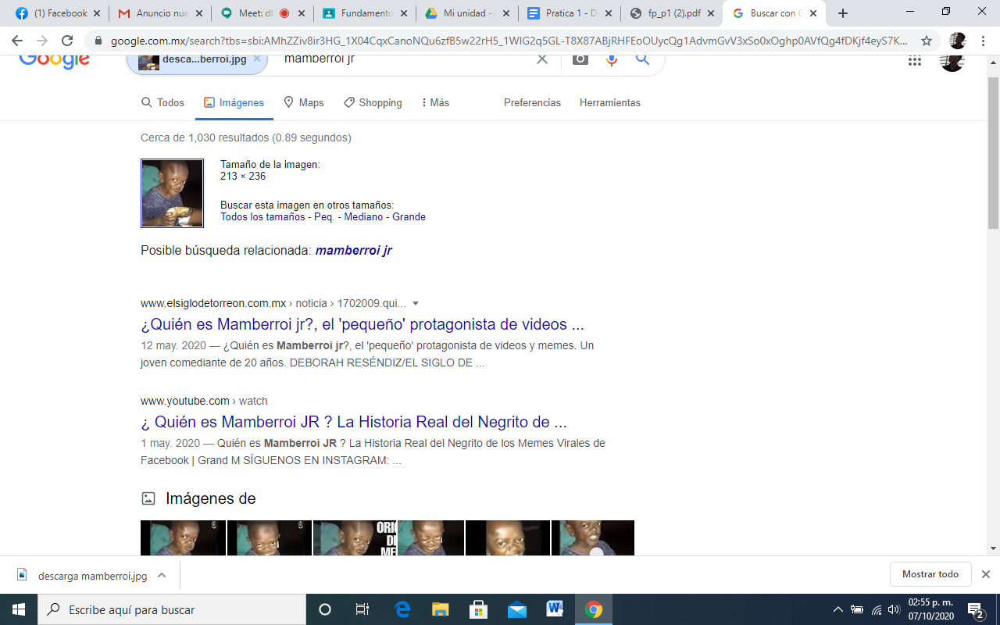 (1) Facebook
Anuncio nue
Meet: db
Fundamento
Mi unidad -
Pratica 1 - D
fp_p1 (2).pdf
Buscar con G
google.com.mx/search?tbs=sbi:AMhZZiv8ir3HG_1X04CqxCanoNQu6zfB5w22rH5_1WIG2q5GL-T8X87ABjRHFEoOUycQg1AdvmGvV3xSo0xOghp0AVfQg4fDKjf4eyS7K...
Google desca...berroi.jpg mamberroi jr
Todos Imágenes Maps Shopping Más Preferencias Herramientas
Cerca de 1,030 resultados (0.89 segundos)
Tamaño de la imagen:
213 × 236
Buscar esta imagen en otros tamaños:
Todos los tamaños - Peq. - Mediano - Grande
Posible búsqueda relacionada: mamberroi jr
www.elsiglodetorreon.com.mx › noticia › 1702009.qui...
¿Quién es Mamberroi jr?, el 'pequeño' protagonista de videos ...
12 may. 2020 — ¿Quién es Mamberroi jr?, el 'pequeño' protagonista de videos y memes. Un
joven comediante de 20 años. DEBORAH RESÉNDIZ/EL SIGLO DE ...
www.youtube.com › watch
¿ Quién es Mamberroi JR ? La Historia Real del Negrito de ...
1 may. 2020 — Quién es Mamberroi JR ? La Historia Real del Negrito de los Memes Virales de
Facebook | Grand M SÍGUENOS EN INSTAGRAM: ...
Imágenes de
ORI
DE
ME
descarga mamberroi.jpg
Mostrar todo
Escribe aquí para buscar
02:55 p. m.
07/10/2020
2